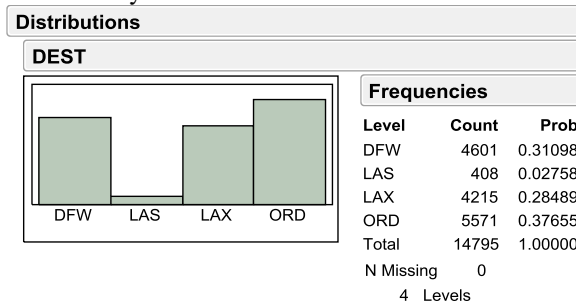 Distributions
DEST
DFW LAS LAX ORD
Frequencies
Level Count Prob
DFW 4601 0.31098
LAS 408 0.02758
LAX 4215 0.28489
ORD 5571 0.37655
Total 14795 1.00000
N Missing 0
4 Levels